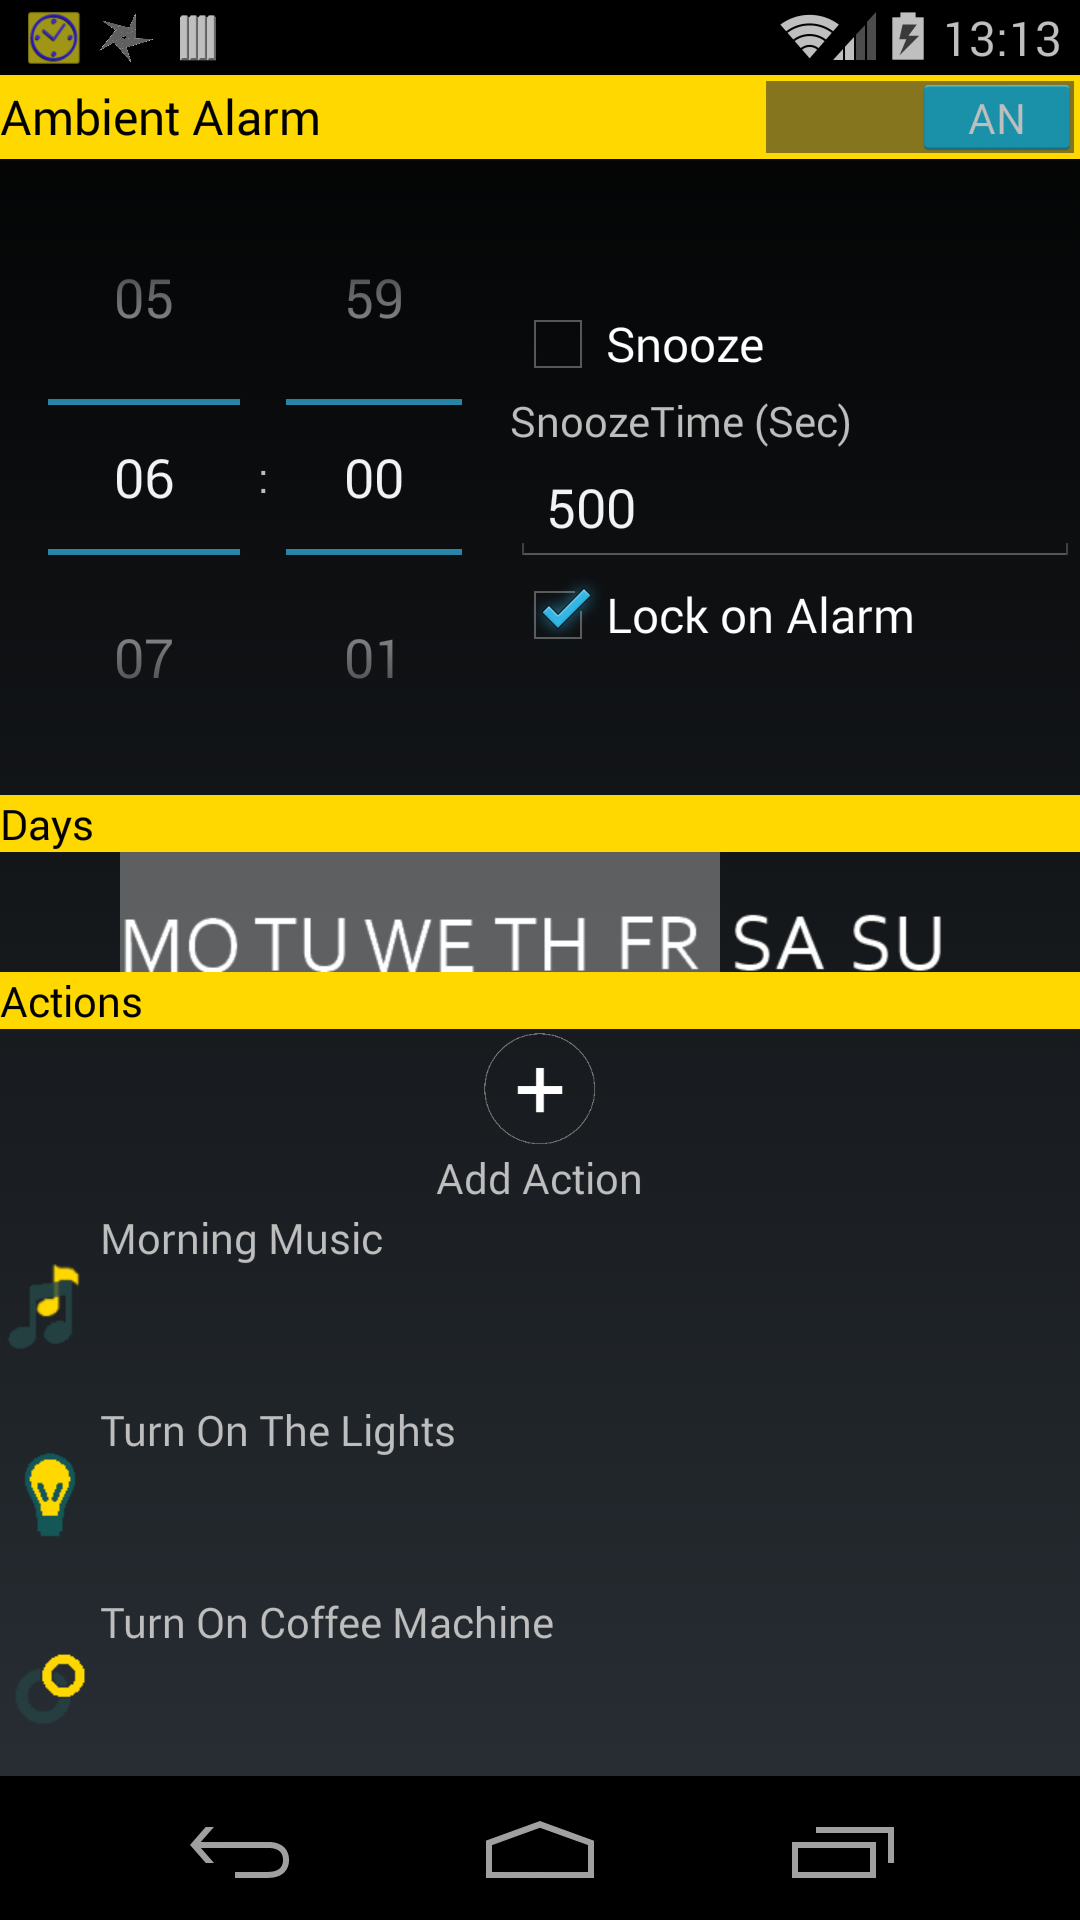 13:13
Ambient Alarm AN
05 59
Snooze
SnoozeTime (Sec)
06 : 00
500
Lock on Alarm
07 01
Days
MO TU WE TH FR SA SU
Actions
+
Add Action
Morning Music
Turn On The Lights
Turn On Coffee Machine